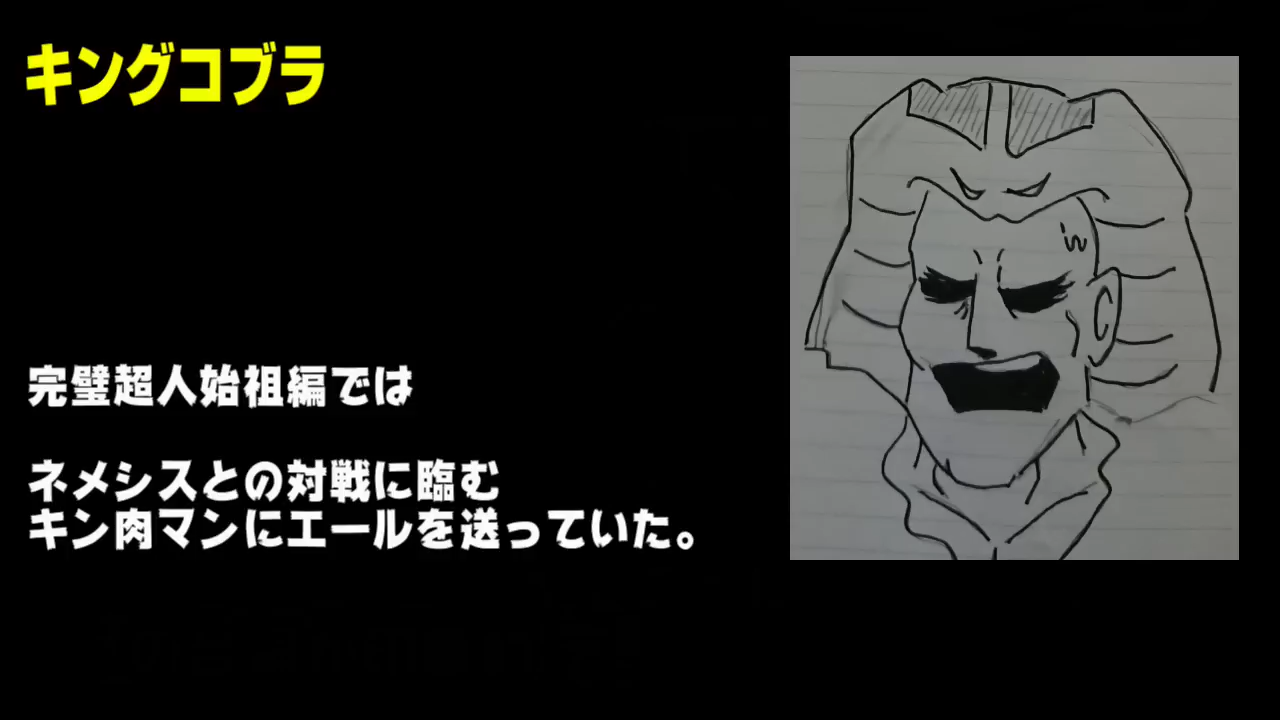 キングコブラ
完璧超人始祖編では
ネメシスとの対戦に臨む
キン肉マンにエールを送っていた。